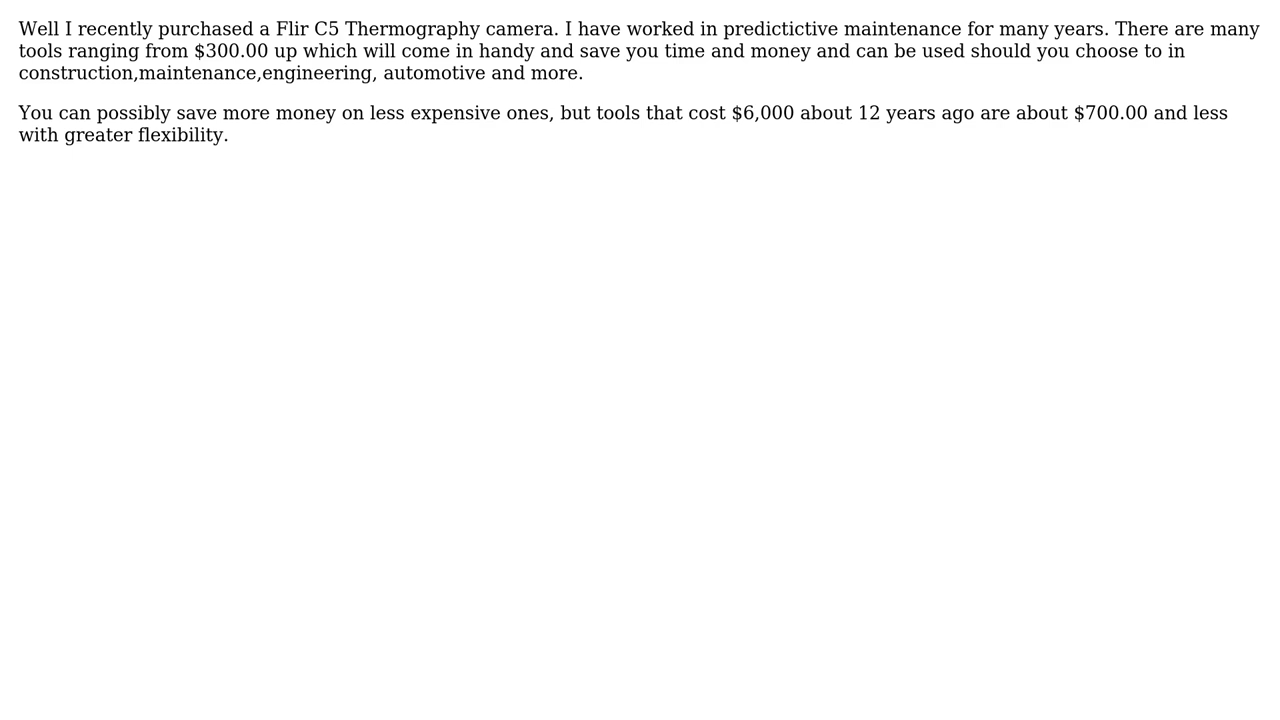 Well I recently purchased a Flir C5 Thermography camera. I have worked in predictictive maintenance for many years. There are many
tools ranging from $300.00 up which will come in handy and save you time and money and can be used should you choose to in
construction,maintenance,engineering, automotive and more.
You can possibly save more money on less expensive ones, but tools that cost $6,000 about 12 years ago are about $700.00 and less
with greater flexibility.